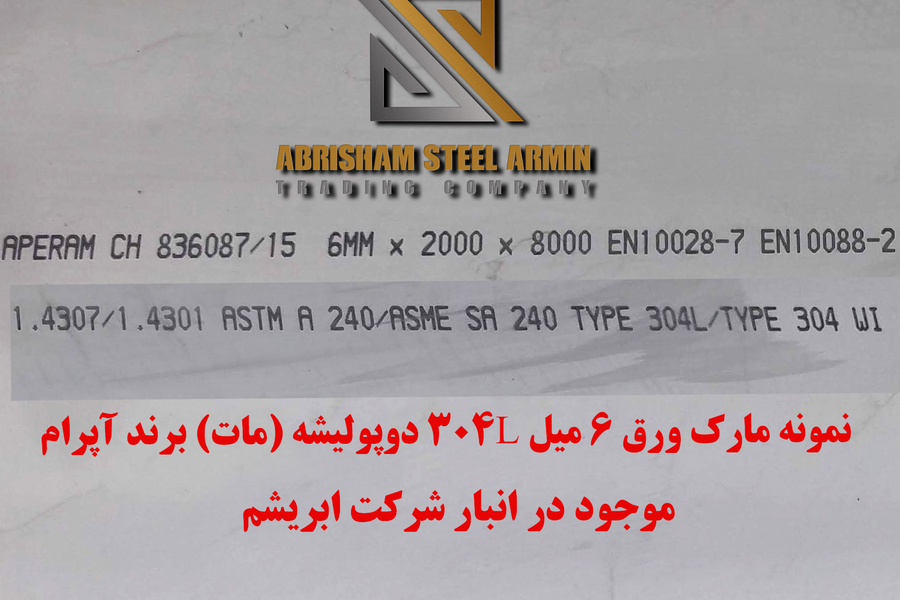 ABRISHAM STEEL ARMIN
TRADING COMPANY
APERAM CH 836087/15 6MM x 2000 x 8000 EN10028-7 EN10088-2
1.4307/1.4301 ASTM A 240/ASME SA 240 TYPE 304L/TYPE 304 WI
نمونه مارک ورق ۶ میل ۳۰۴L دوپولیشه (مات) برند آپرام
موجود در انبار شرکت ابریشم